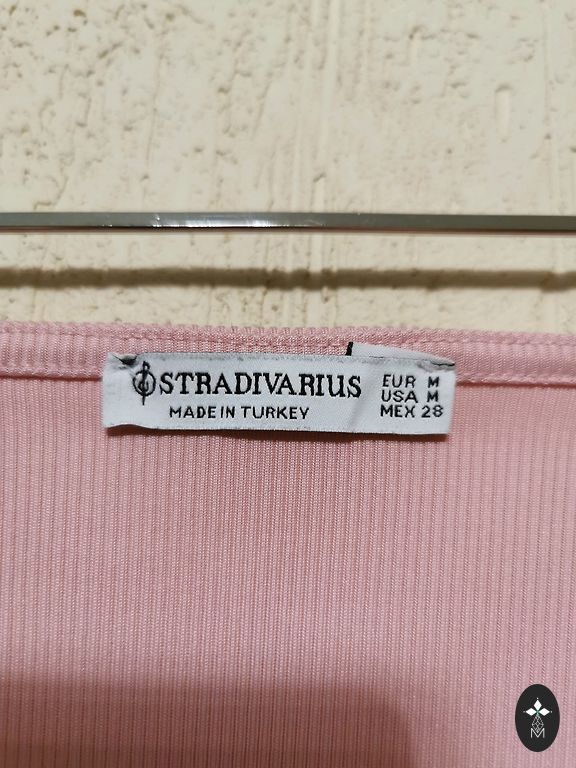 STRADIVARIUS
MADE IN TURKEY
EUR M
USA M
MEX 28
M